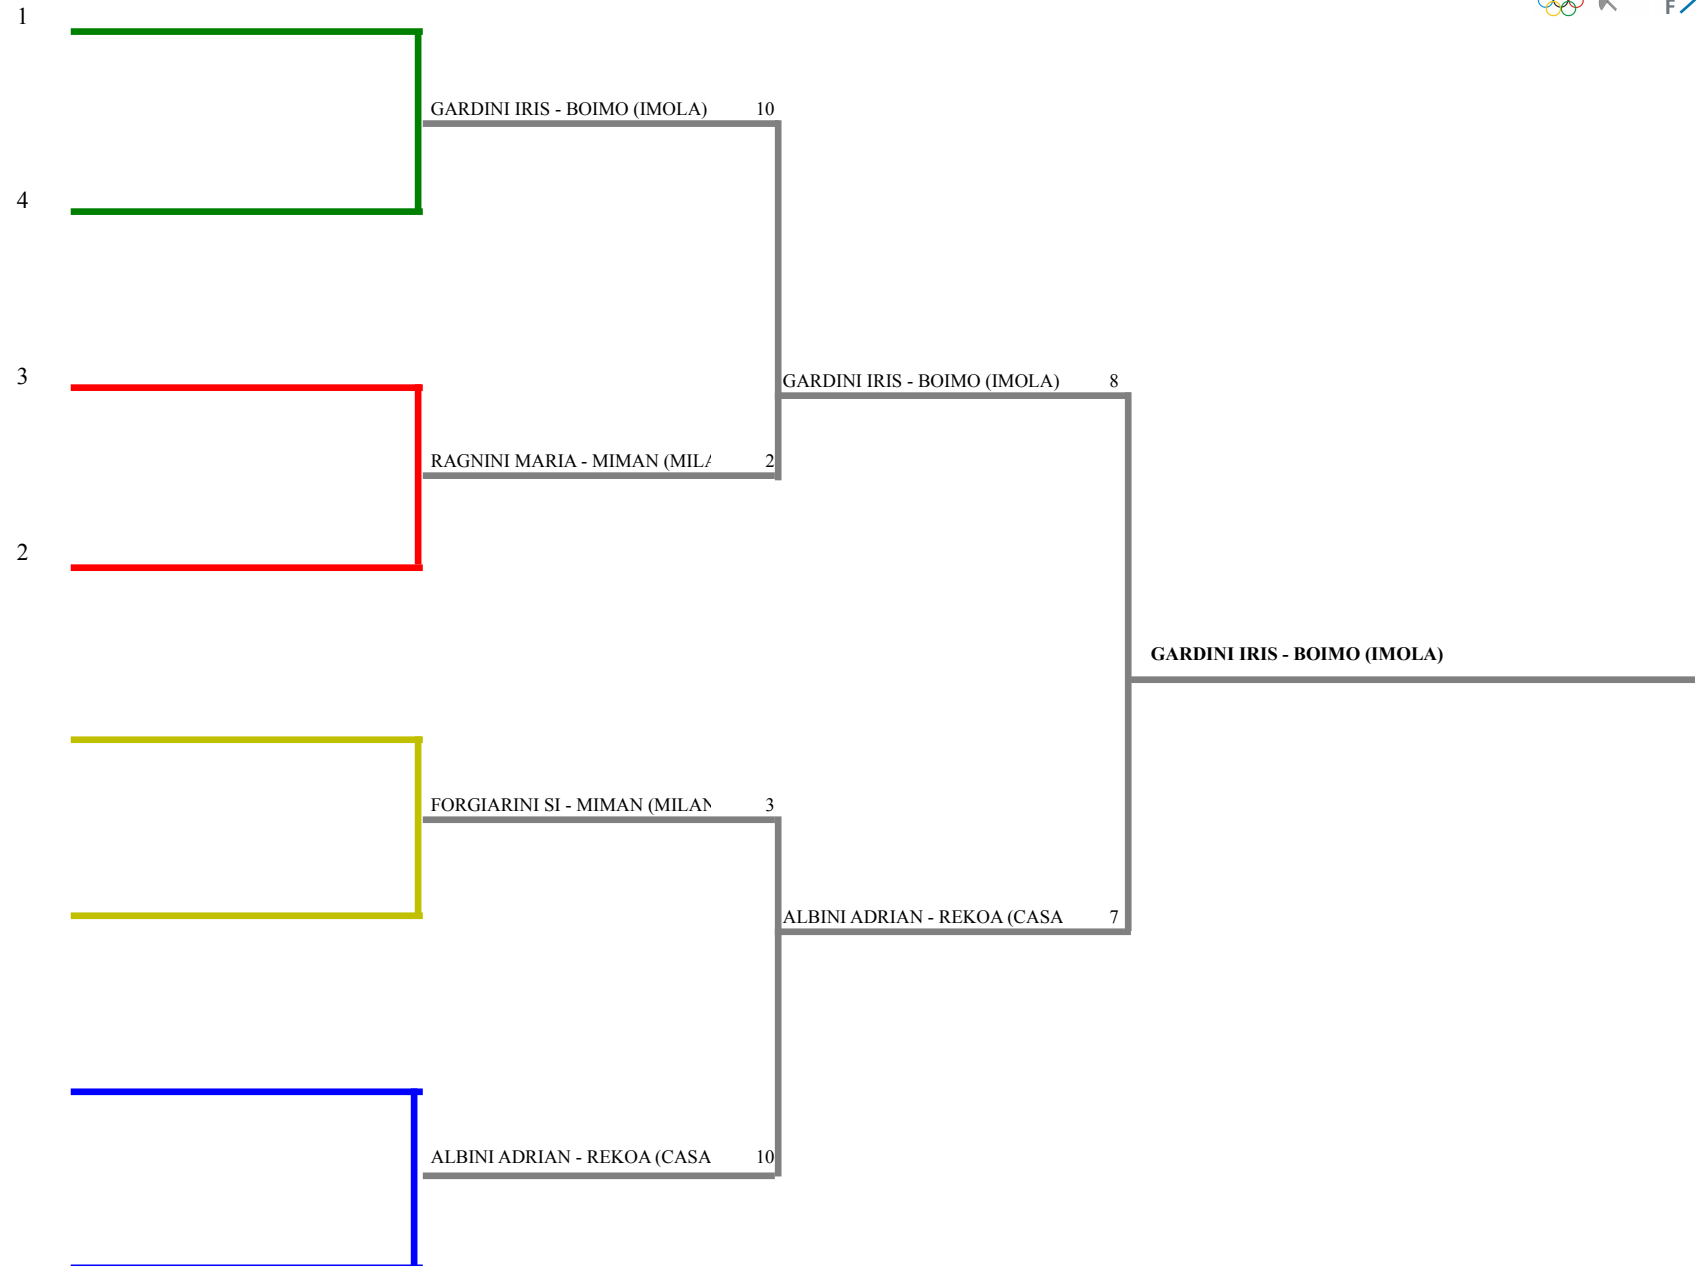 1
GARDINI IRIS - BOIMO (IMOLA) 10
4
3
GARDINI IRIS - BOIMO (IMOLA) 8
RAGNINI MARIA - MIMAN (MILA 2
2
GARDINI IRIS - BOIMO (IMOLA)
FORGIARINI SI - MIMAN (MILAN 3
ALBINI ADRIAN - REKOA (CASA 7
ALBINI ADRIAN - REKOA (CASA 10
F